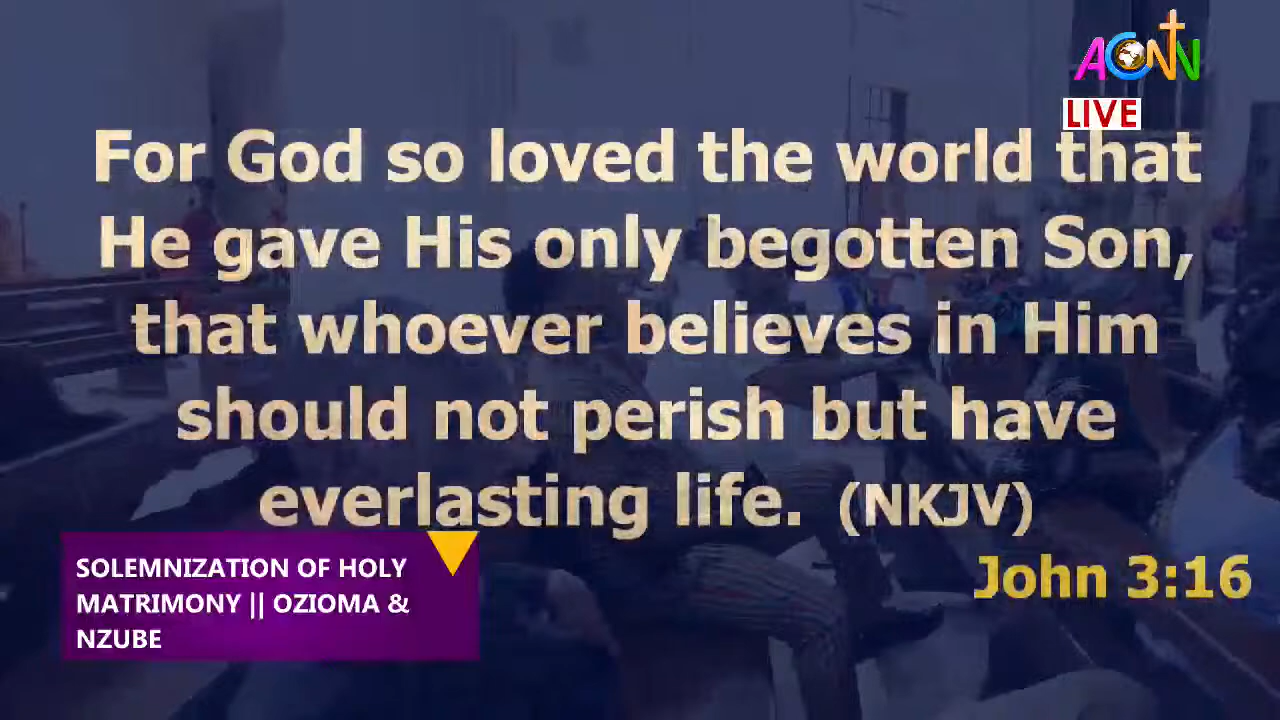 ACNN
LIVE
For God so loved the world that
He gave His only begotten Son,
that whoever believes in Him
should not perish but have
everlasting life. (NKJV)
John 3:16
SOLEMNIZATION OF HOLY
MATRIMONY || OZIOMA &
NZUBE